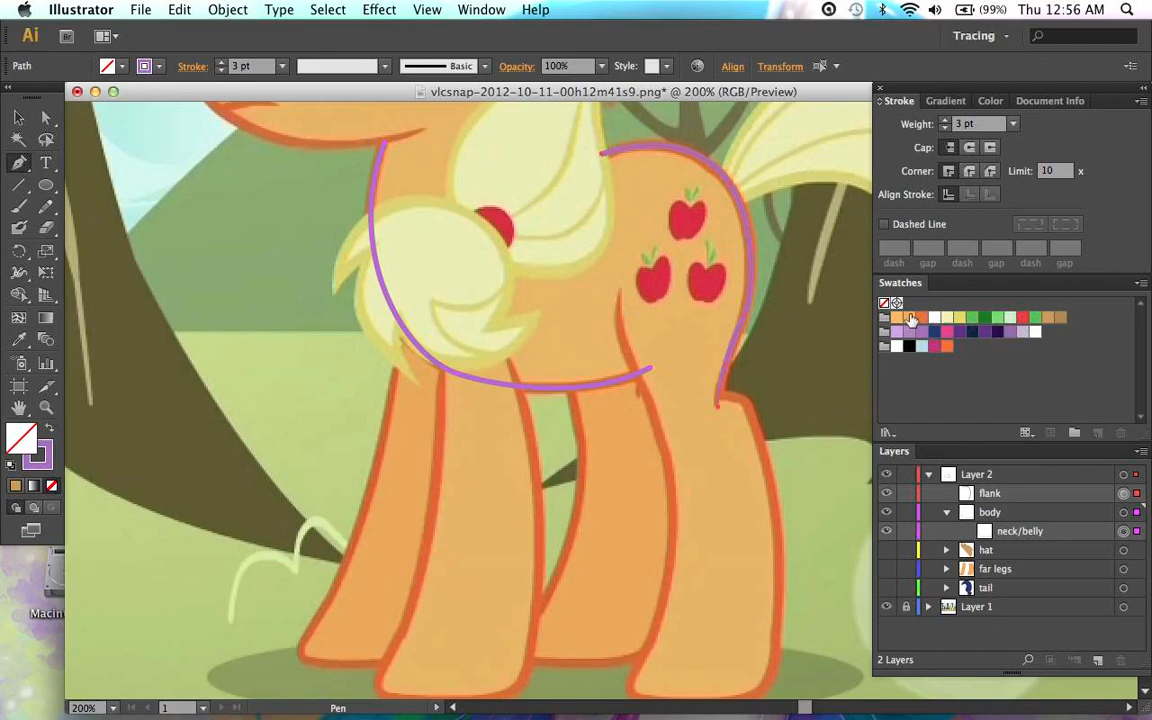 Illustrator File Edit Object Type Select Effect View Window Help (99%) Thu 12:56 AM
Ai Br Tracing
Path Stroke: 3 pt Basic Opacity: 100% Style: Align Transform
vlcsnap-2012-10-11-00h12m41s9.png* @ 200% (RGB/Preview)
Stroke Gradient Color Document Info
Weight: 3 pt
Cap:
Corner: Limit: 10 x
Align Stroke:
Dashed Line
dash gap dash gap dash gap
Swatches
Layers
Layer 2
flank
body
neck/belly
hat
far legs
tail
Layer 1
2 Layers
200% 1 Pen